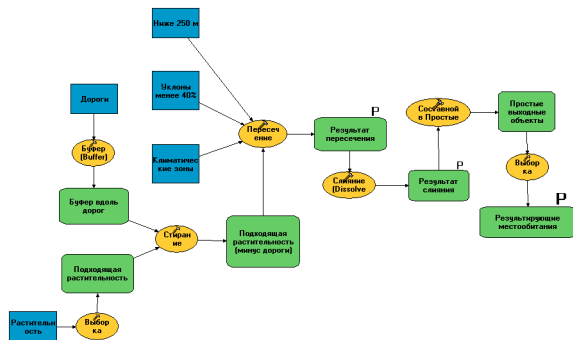 Ниже 250 м
Дороги
Уклоны
менее 40%
Климатичес
кие зоны
Буфер
(Buffer)
Буфер вдоль
дорог
Подходящая
растительность
Растительн
ость
Выбор
ка
Стиран
ие
Подходящая
растительность
(минус дороги)
Пересеч
ение
P
Результат
пересечения
Слияние
(Dissolve
P
Результат
слияния
Составной
в Простые
Простые
выходные
объекты
Выбор
ка
P
Результирующие
местообитания